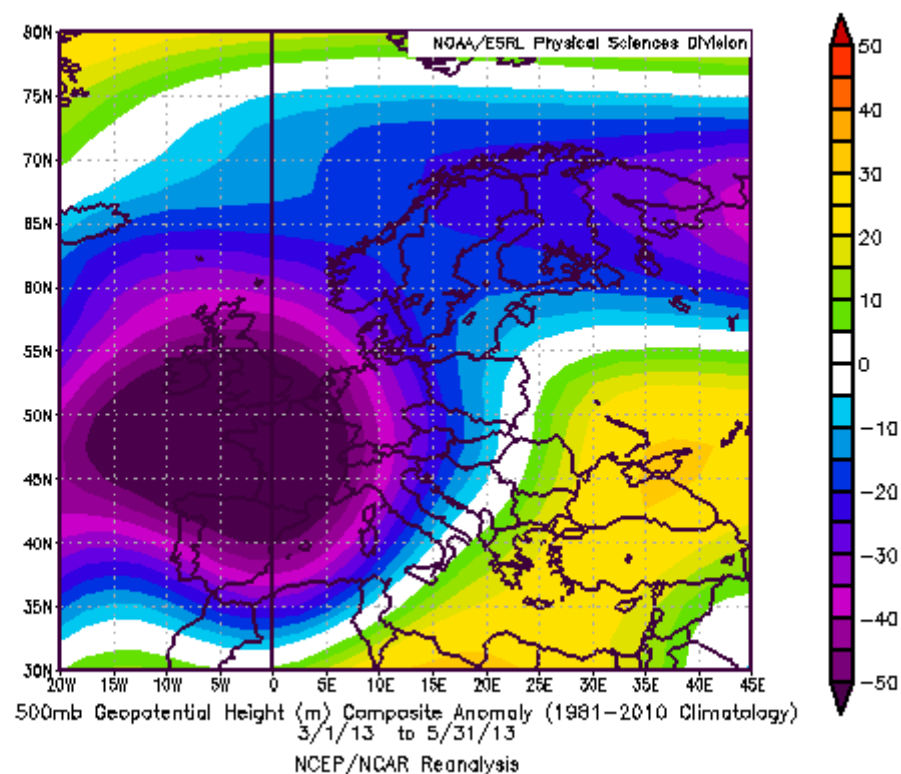 NOAA/ESRL Physical Sciences Division
80N
75N
70N
65N
60N
55N
50N
45N
40N
35N
30N
20W 15W 10W 5W 0 5E 10E 15E 20E 25E 30E 35E 40E 45E
50
40
30
20
10
0
-10
-20
-30
-40
-50
500mb Geopotential Height (m) Composite Anomaly (1981-2010 Climatology)
3/1/13 to 5/31/13
NCEP/NCAR Reanalysis